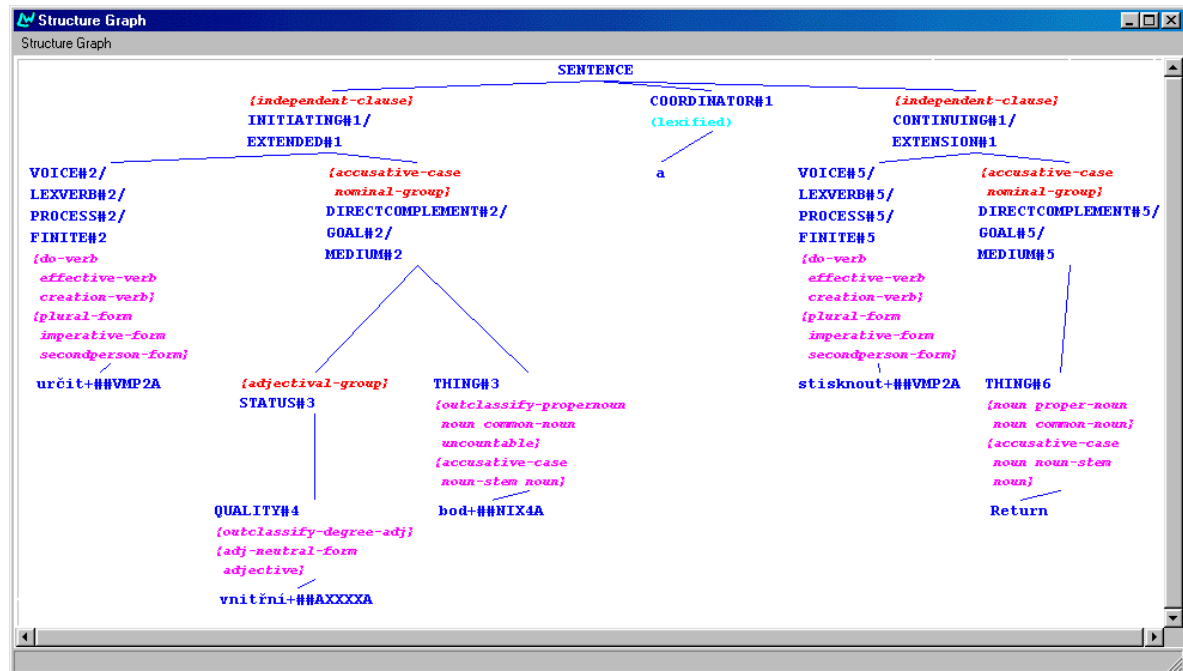 Structure Graph
Structure Graph
SENTENCE
{independent-clause}
INITIATING#1/
EXTENDED#1
COORDINATOR#1
(lexified)
a
{independent-clause}
CONTINUING#1/
EXTENSION#1
VOICE#2/
LEXVERB#2/
PROCESS#2/
FINITE#2
{do-verb
effective-verb
creation-verb}
{plural-form
imperative-form
secondperson-form}
určit+##VMP2A
{accusative-case
nominal-group}
DIRECTCOMPLEMENT#2/
GOAL#2/
MEDIUM#2
{adjectival-group}
STATUS#3
QUALITY#4
{outclassify-degree-adj}
{adj-neutral-form
adjective}
vnitřní+##AXXXXA
THING#3
{outclassify-propernoun
noun common-noun
uncountable}
{accusative-case
noun-stem noun}
bod+##NIX4A
VOICE#5/
LEXVERB#5/
PROCESS#5/
FINITE#5
{do-verb
effective-verb
creation-verb}
{plural-form
imperative-form
secondperson-form}
stisknout+##VMP2A
{accusative-case
nominal-group}
DIRECTCOMPLEMENT#5/
GOAL#5/
MEDIUM#5
THING#6
{noun proper-noun
noun common-noun}
{accusative-case
noun noun-stem
noun}
Return